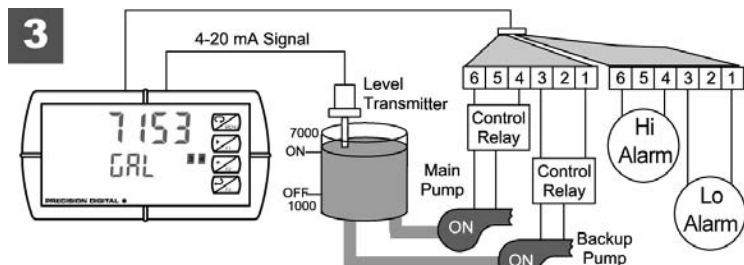 3
4-20 mA Signal
7153
GAL
PRECISION DIGITAL
Level
Transmitter
7000
ON
OFF
1000
6 5 4 3 2 1
6 5 4 3 2 1
Control
Relay
Control
Relay
Hi
Alarm
Lo
Alarm
Main
Pump
ON
ON
Backup
Pump